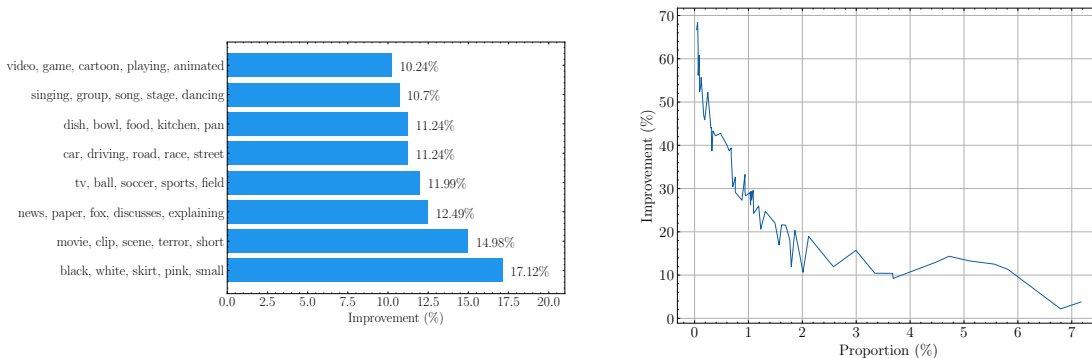 video, game, cartoon, playing, animated
10.24%
singing, group, song, stage, dancing
10.7%
dish, bowl, food, kitchen, pan
11.24%
car, driving, road, race, street
11.24%
tv, ball, soccer, sports, field
11.99%
news, paper, fox, discusses, explaining
12.49%
movie, clip, scene, terror, short
14.98%
black, white, skirt, pink, small
17.12%
0.0 2.5 5.0 7.5 10.0 12.5 15.0 17.5 20.0
Improvement (%)
Improvement (%)
70
60
50
40
30
20
10
0
0 1 2 3 4 5 6 7
Proportion (%)